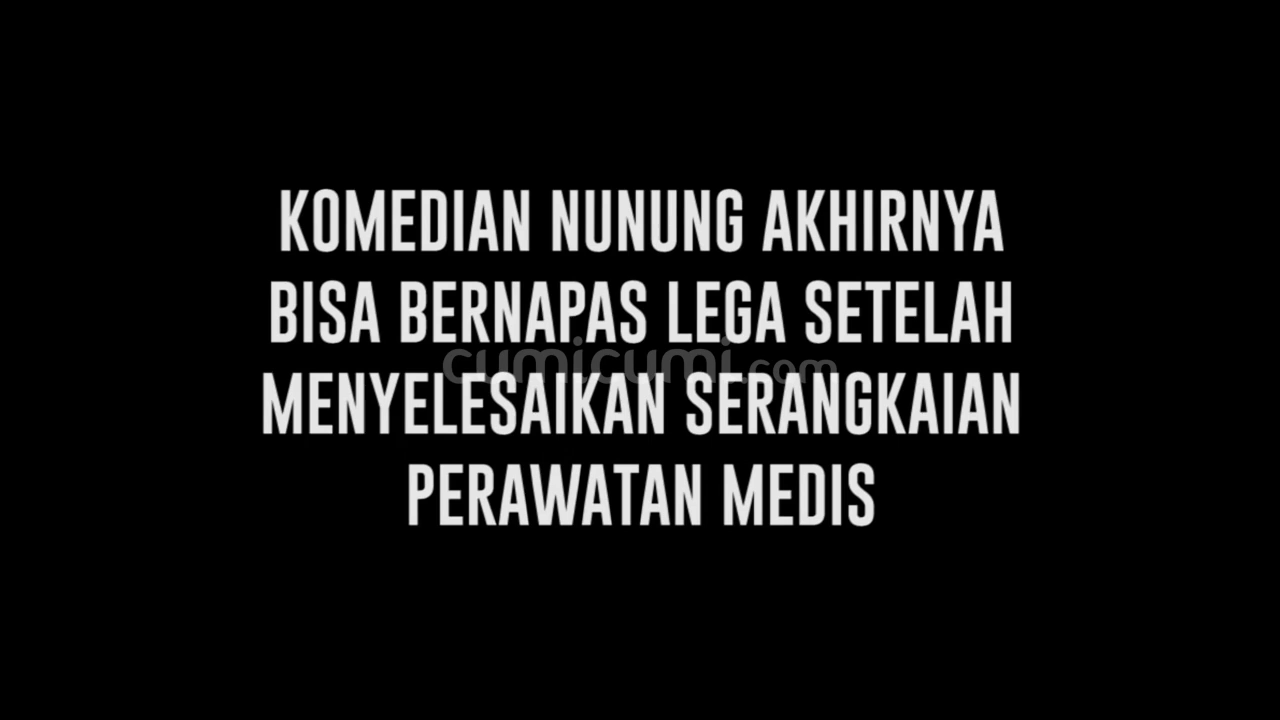 KOMEDIAN NUNUNG AKHIRNYA
BISA BERNAPAS LEGA SETELAH
cumicumi.com
MENYELESAIKAN SERANGKAIAN
PERAWATAN MEDIS